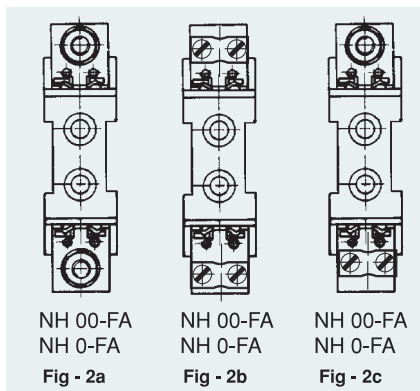 NH 00-FA NH 00-FA NH 00-FA
NH 0-FA NH 0-FA NH 0-FA
Fig - 2a Fig - 2b Fig - 2c